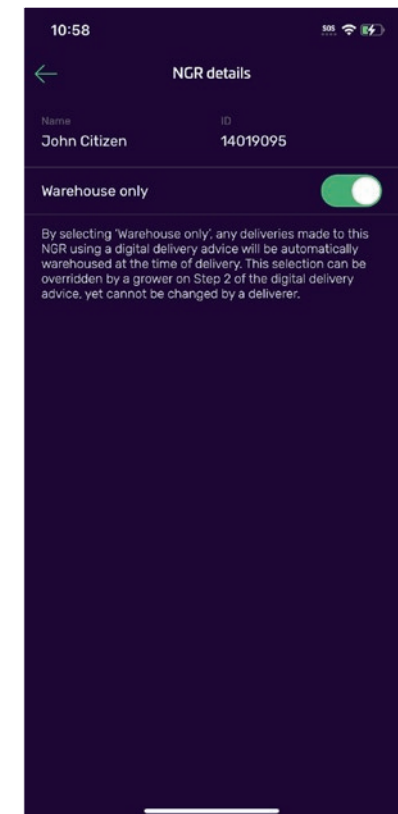 10:58
SOS
NGR details
Name
ID
John Citizen
14019095
Warehouse only
By selecting 'Warehouse only', any deliveries made to this
NGR using a digital delivery advice will be automatically
warehoused at the time of delivery. This selection can be
overridden by a grower on Step 2 of the digital delivery
advice, yet cannot be changed by a deliverer.